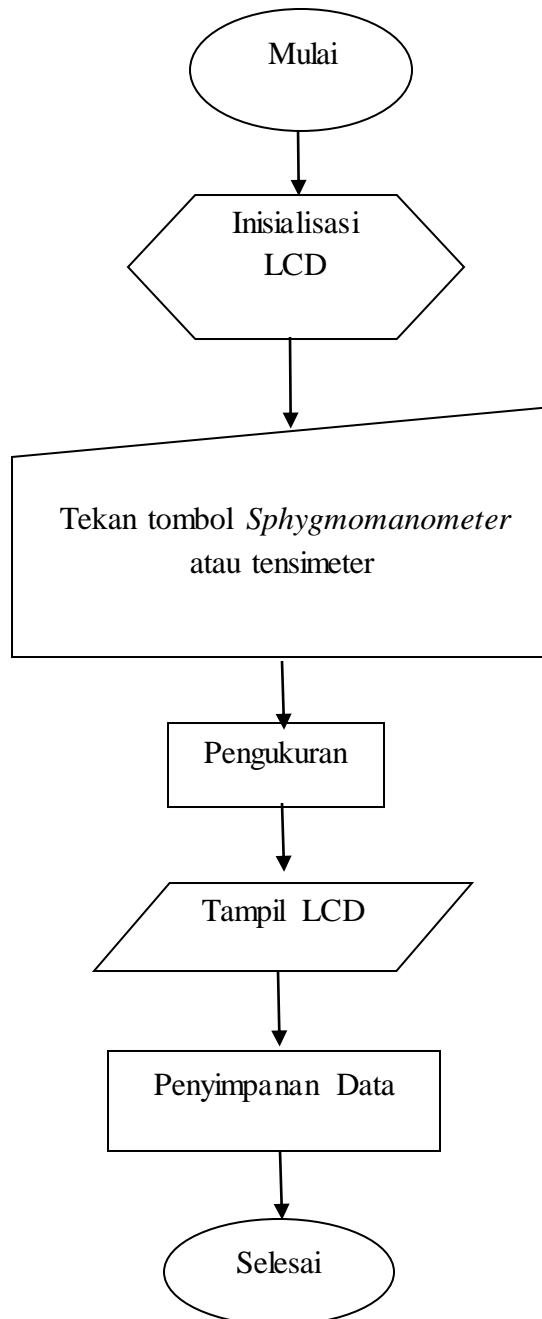 Mulai
Inisialisasi
LCD
Tekan tombol Sphygmomanometer
atau tensimeter
Pengukuran
Tampil LCD
Penyimpanan Data
Selesai